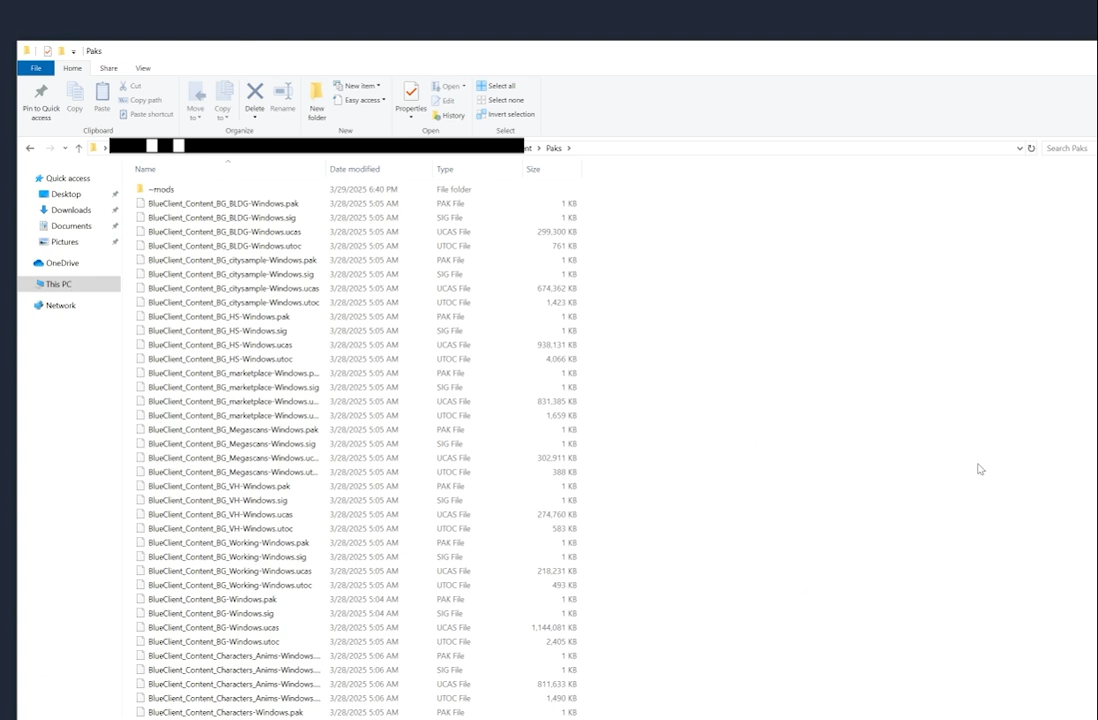 Paks
File Home Share View
Pin to Quick access
Copy
Paste
Cut
Copy path
Paste shortcut
Clipboard
Move to
Copy to
Delete
Rename
Organize
New folder
New item
Easy access
New
Properties
Open
Edit
History
Open
Select all
Select none
Invert selection
Select
nt > Paks > Search Paks
Name Date modified Type Size
Quick access
Desktop
Downloads
Documents
Pictures
OneDrive
This PC
Network
~mods 3/29/2025 6:40 PM File folder
BlueClient_Content_BG_BLDG-Windows.pak 3/28/2025 5:05 AM PAK File 1 KB
BlueClient_Content_BG_BLDG-Windows.sig 3/28/2025 5:05 AM SIG File 1 KB
BlueClient_Content_BG_BLDG-Windows.ucas 3/28/2025 5:05 AM UCAS File 299,300 KB
BlueClient_Content_BG_BLDG-Windows.utoc 3/28/2025 5:05 AM UTOC File 761 KB
BlueClient_Content_BG_citysample-Windows.pak 3/28/2025 5:05 AM PAK File 1 KB
BlueClient_Content_BG_citysample-Windows.sig 3/28/2025 5:05 AM SIG File 1 KB
BlueClient_Content_BG_citysample-Windows.ucas 3/28/2025 5:05 AM UCAS File 674,362 KB
BlueClient_Content_BG_citysample-Windows.utoc 3/28/2025 5:05 AM UTOC File 1,423 KB
BlueClient_Content_BG_HS-Windows.pak 3/28/2025 5:05 AM PAK File 1 KB
BlueClient_Content_BG_HS-Windows.sig 3/28/2025 5:05 AM SIG File 1 KB
BlueClient_Content_BG_HS-Windows.ucas 3/28/2025 5:05 AM UCAS File 938,131 KB
BlueClient_Content_BG_HS-Windows.utoc 3/28/2025 5:05 AM UTOC File 4,066 KB
BlueClient_Content_BG_marketplace-Windows.p... 3/28/2025 5:05 AM PAK File 1 KB
BlueClient_Content_BG_marketplace-Windows.sig 3/28/2025 5:05 AM SIG File 1 KB
BlueClient_Content_BG_marketplace-Windows.u... 3/28/2025 5:05 AM UCAS File 831,385 KB
BlueClient_Content_BG_marketplace-Windows.u... 3/28/2025 5:05 AM UTOC File 1,659 KB
BlueClient_Content_BG_Megascans-Windows.pak 3/28/2025 5:05 AM PAK File 1 KB
BlueClient_Content_BG_Megascans-Windows.sig 3/28/2025 5:05 AM SIG File 1 KB
BlueClient_Content_BG_Megascans-Windows.uc... 3/28/2025 5:05 AM UCAS File 302,911 KB
BlueClient_Content_BG_Megascans-Windows.ut... 3/28/2025 5:05 AM UTOC File 388 KB
BlueClient_Content_BG_VH-Windows.pak 3/28/2025 5:05 AM PAK File 1 KB
BlueClient_Content_BG_VH-Windows.sig 3/28/2025 5:05 AM SIG File 1 KB
BlueClient_Content_BG_VH-Windows.ucas 3/28/2025 5:05 AM UCAS File 274,760 KB
BlueClient_Content_BG_VH-Windows.utoc 3/28/2025 5:05 AM UTOC File 583 KB
BlueClient_Content_BG_Working-Windows.pak 3/28/2025 5:05 AM PAK File 1 KB
BlueClient_Content_BG_Working-Windows.sig 3/28/2025 5:05 AM SIG File 1 KB
BlueClient_Content_BG_Working-Windows.ucas 3/28/2025 5:05 AM UCAS File 218,231 KB
BlueClient_Content_BG_Working-Windows.utoc 3/28/2025 5:05 AM UTOC File 493 KB
BlueClient_Content_BG-Windows.pak 3/28/2025 5:04 AM PAK File 1 KB
BlueClient_Content_BG-Windows.sig 3/28/2025 5:04 AM SIG File 1 KB
BlueClient_Content_BG-Windows.ucas 3/28/2025 5:05 AM UCAS File 1,144,081 KB
BlueClient_Content_BG-Windows.utoc 3/28/2025 5:05 AM UTOC File 2,405 KB
BlueClient_Content_Characters_Anims-Windows.... 3/28/2025 5:06 AM PAK File 1 KB
BlueClient_Content_Characters_Anims-Windows.... 3/28/2025 5:06 AM SIG File 1 KB
BlueClient_Content_Characters_Anims-Windows.... 3/28/2025 5:06 AM UCAS File 811,633 KB
BlueClient_Content_Characters_Anims-Windows.... 3/28/2025 5:06 AM UTOC File 1,490 KB
BlueClient_Content_Characters-Windows.pak 3/28/2025 5:05 AM PAK File 1 KB